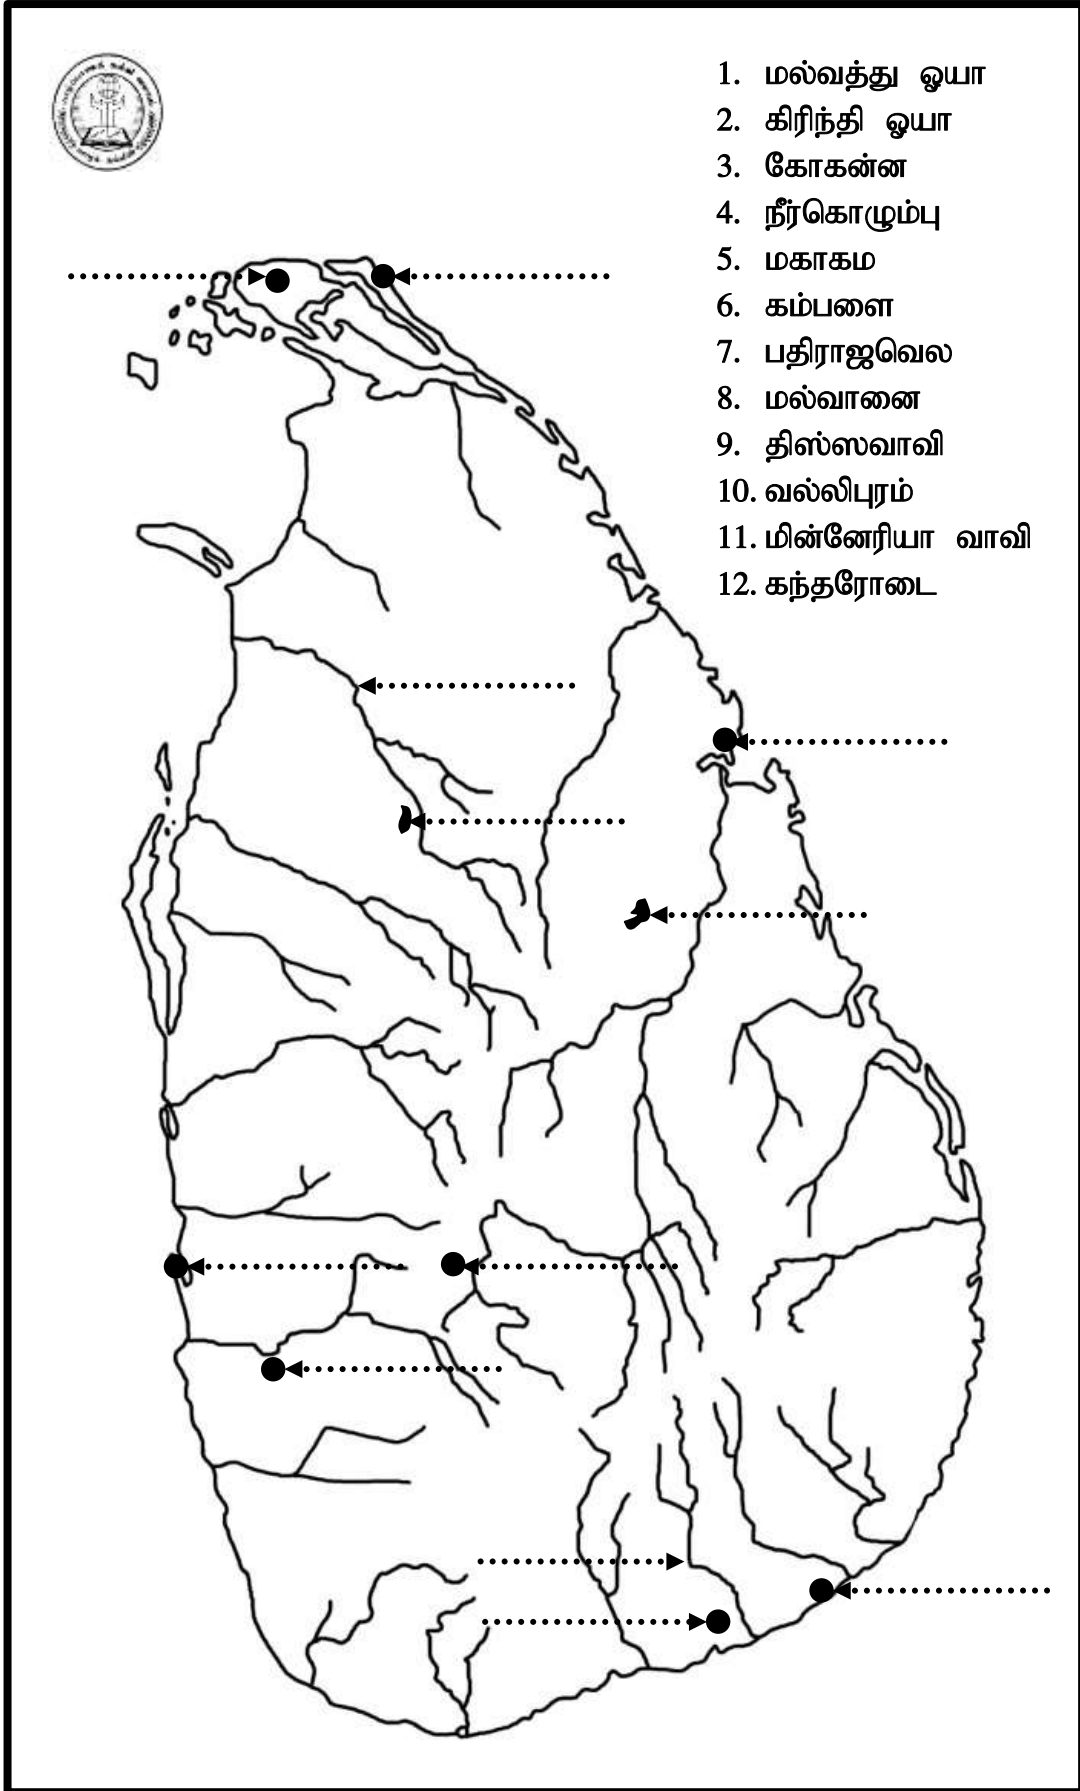 1. மல்வத்து ஓயா
2. கிரிந்தி ஓயா
3. கோகன்ன
4. நீர்கொழும்பு
5. மகாகம
6. கம்பளை
7. பதிராஜவெல
8. மல்வானை
9. திஸ்ஸவாவி
10. வல்லிபுரம்
11. மின்னேரியா வாவி
12. கந்தரோடை